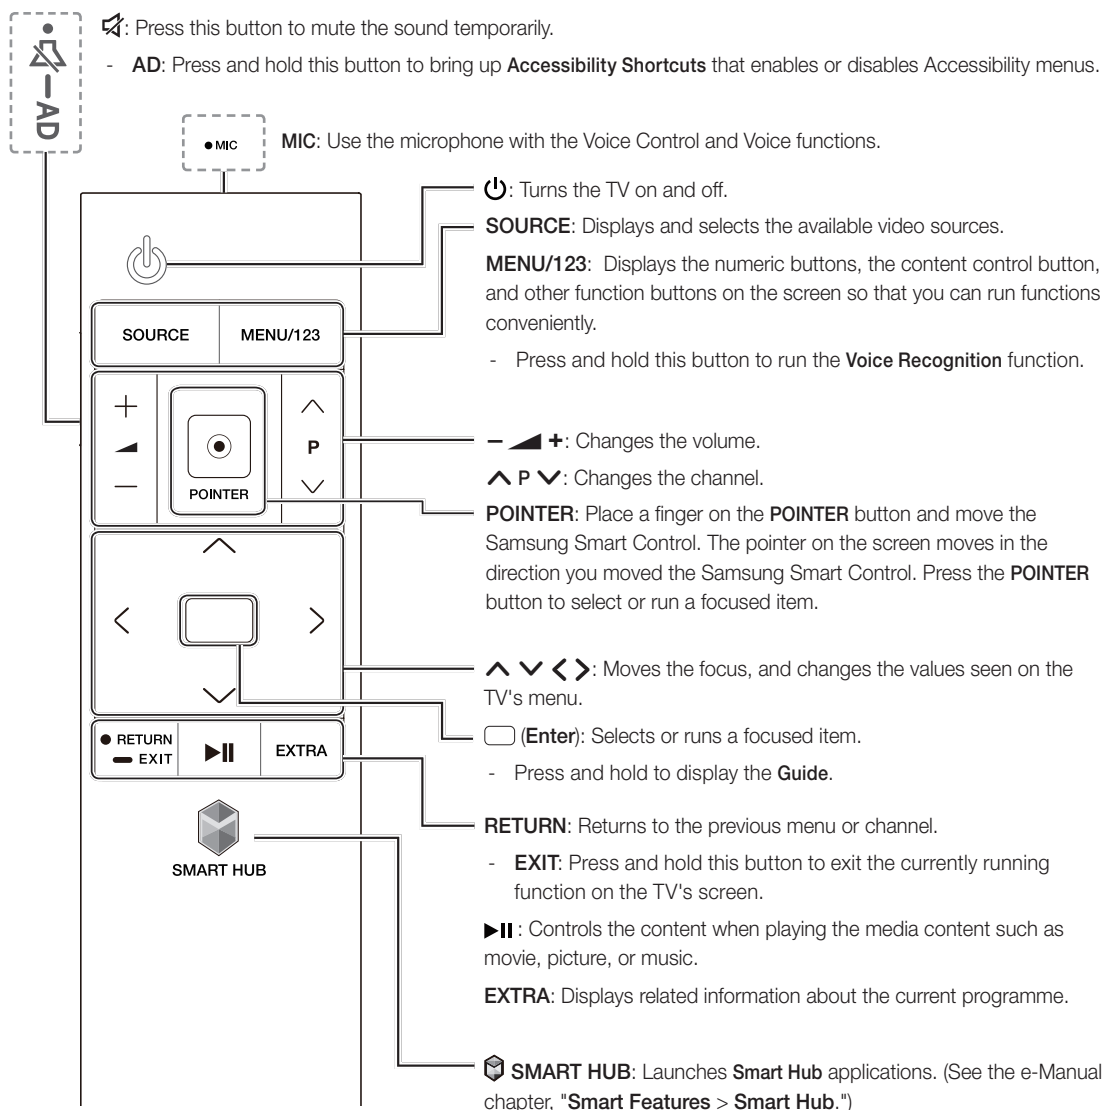 : Press this button to mute the sound temporarily.
- AD: Press and hold this button to bring up Accessibility Shortcuts that enables or disables Accessibility menus.
AD
MIC
MIC: Use the microphone with the Voice Control and Voice functions.
: Turns the TV on and off.
SOURCE: Displays and selects the available video sources.
MENU/123: Displays the numeric buttons, the content control button,
and other function buttons on the screen so that you can run functions
conveniently.
- Press and hold this button to run the Voice Recognition function.
SOURCE
MENU/123
+
P
—
POINTER
− +: Changes the volume.
P : Changes the channel.
POINTER: Place a finger on the POINTER button and move the
Samsung Smart Control. The pointer on the screen moves in the
direction you moved the Samsung Smart Control. Press the POINTER
button to select or run a focused item.
: Moves the focus, and changes the values seen on the
TV's menu.
(Enter): Selects or runs a focused item.
- Press and hold to display the Guide.
RETURN
EXIT
EXTRA
SMART HUB
RETURN: Returns to the previous menu or channel.
- EXIT: Press and hold this button to exit the currently running
function on the TV's screen.
: Controls the content when playing the media content such as
movie, picture, or music.
EXTRA: Displays related information about the current programme.
SMART HUB: Launches Smart Hub applications. (See the e-Manual
chapter, "Smart Features > Smart Hub.")